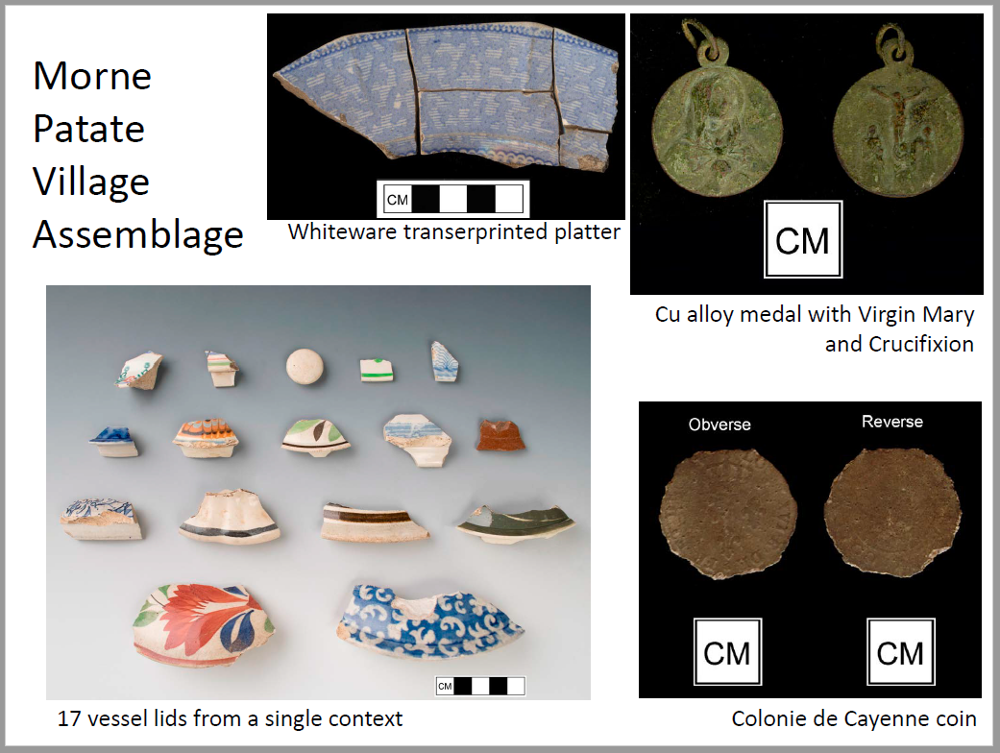 Morne
Patate
Village
Assemblage
CM
Whiteware transerprinted platter
CM
Cu alloy medal with Virgin Mary
and Crucifixion
CM
17 vessel lids from a single context
Obverse
Reverse
CM
CM
Colonie de Cayenne coin